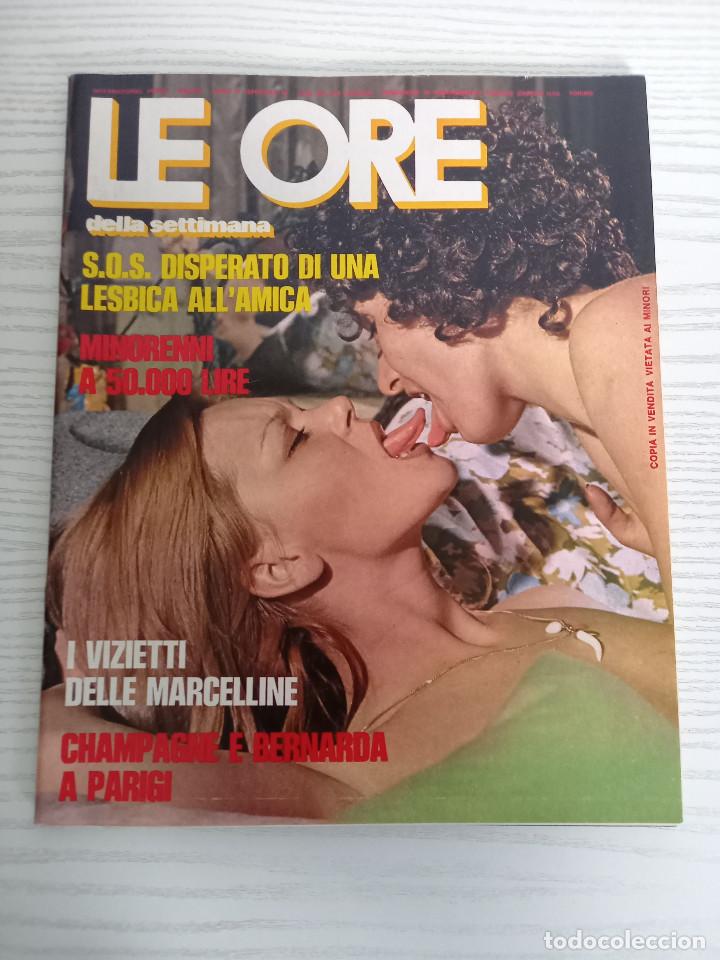 LE ORE
della settimana
S.O.S. DISPERATO DI UNA
LESBICA ALL'AMICA
MINORENNI
A 50.000 LIRE
COPIA IN VENDITA VIETATA AI MINORI
I VIZIETTI
DELLE MARCELLINE
CHAMPAGNE E BERNARDA
A PARIGI
todocoleccion